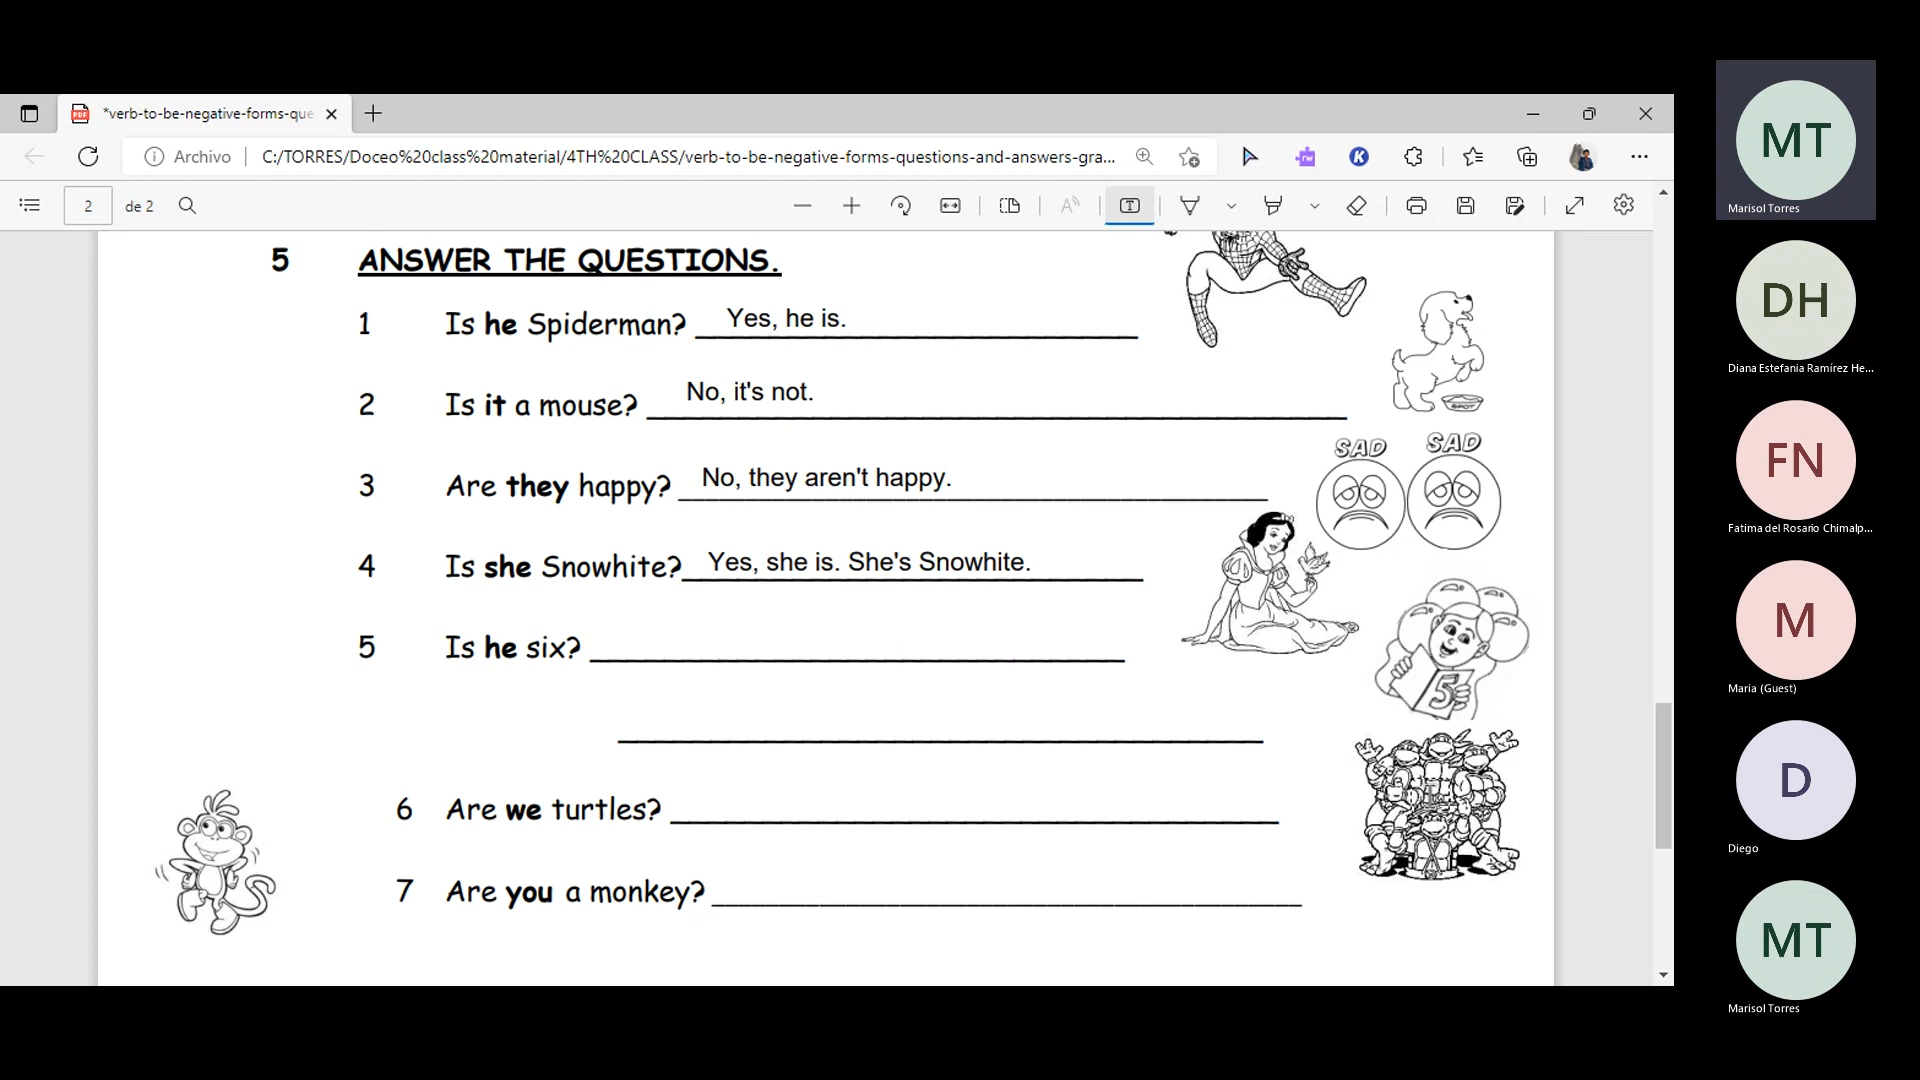 *verb-to-be-negative-forms-que
Archivo
C:/TORRES/Doceo%20class%20material/4TH%20CLASS/verb-to-be-negative-forms-questions-and-answers-gra...
2 de 2
5 ANSWER THE QUESTIONS.
1 Is he Spiderman? Yes, he is.
2 Is it a mouse? No, it's not.
SPOT
SAD SAD
3 Are they happy? No, they aren't happy.
4 Is she Snowhite? Yes, she is. She's Snowhite.
5 Is he six?
5
6 Are we turtles?
7 Are you a monkey?
MT
Marisol Torres
DH
Diana Estefania Ramírez He...
FN
Fatima del Rosario Chimalp...
M
Maria (Guest)
D
Diego
MT
Marisol Torres